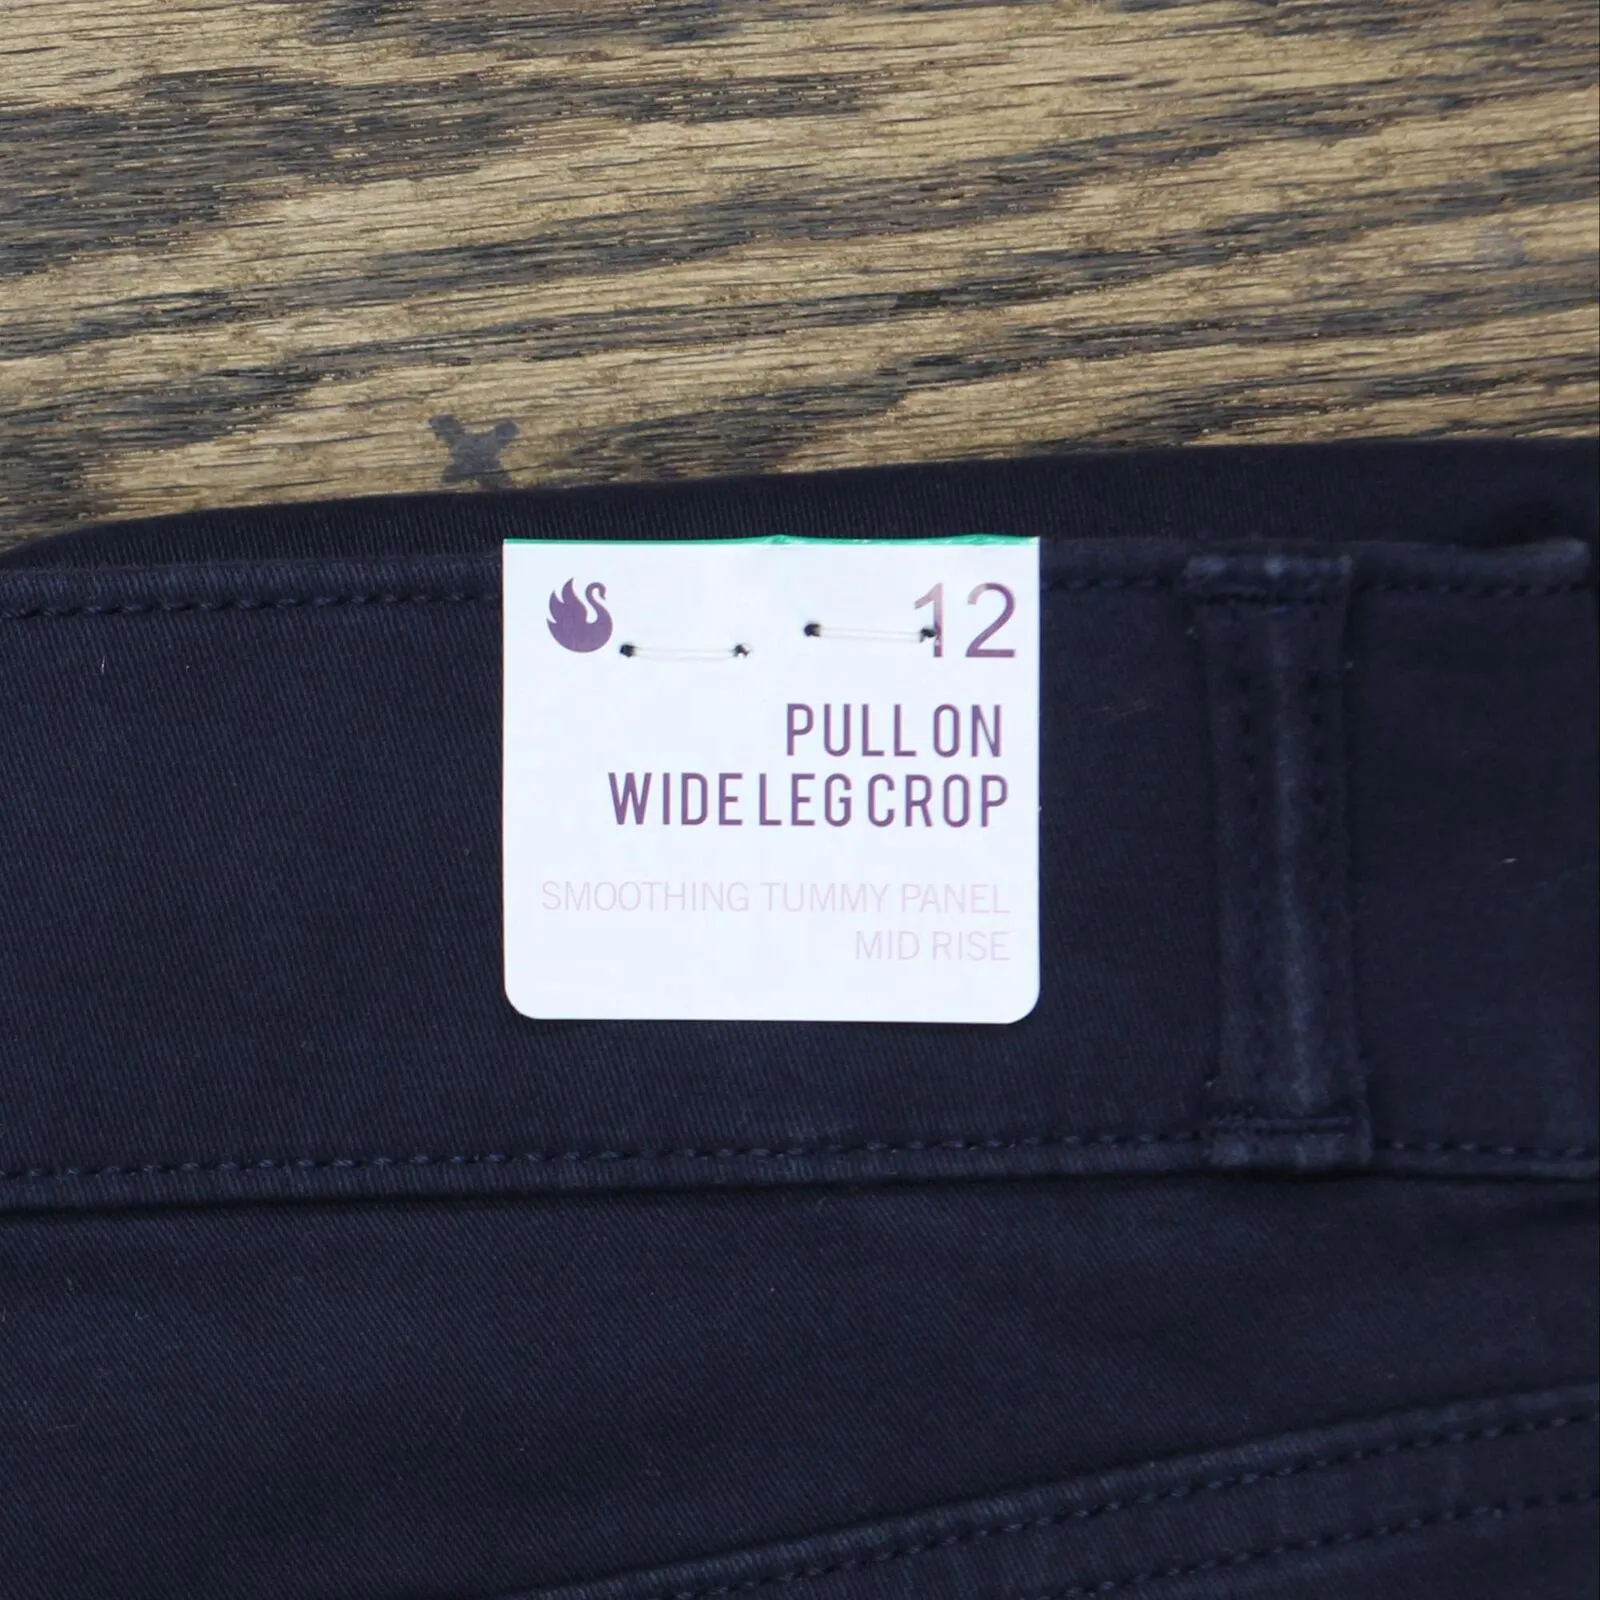 12
PULL ON
WIDE LEG CROP
SMOOTHING TUMMY PANEL
MID RISE